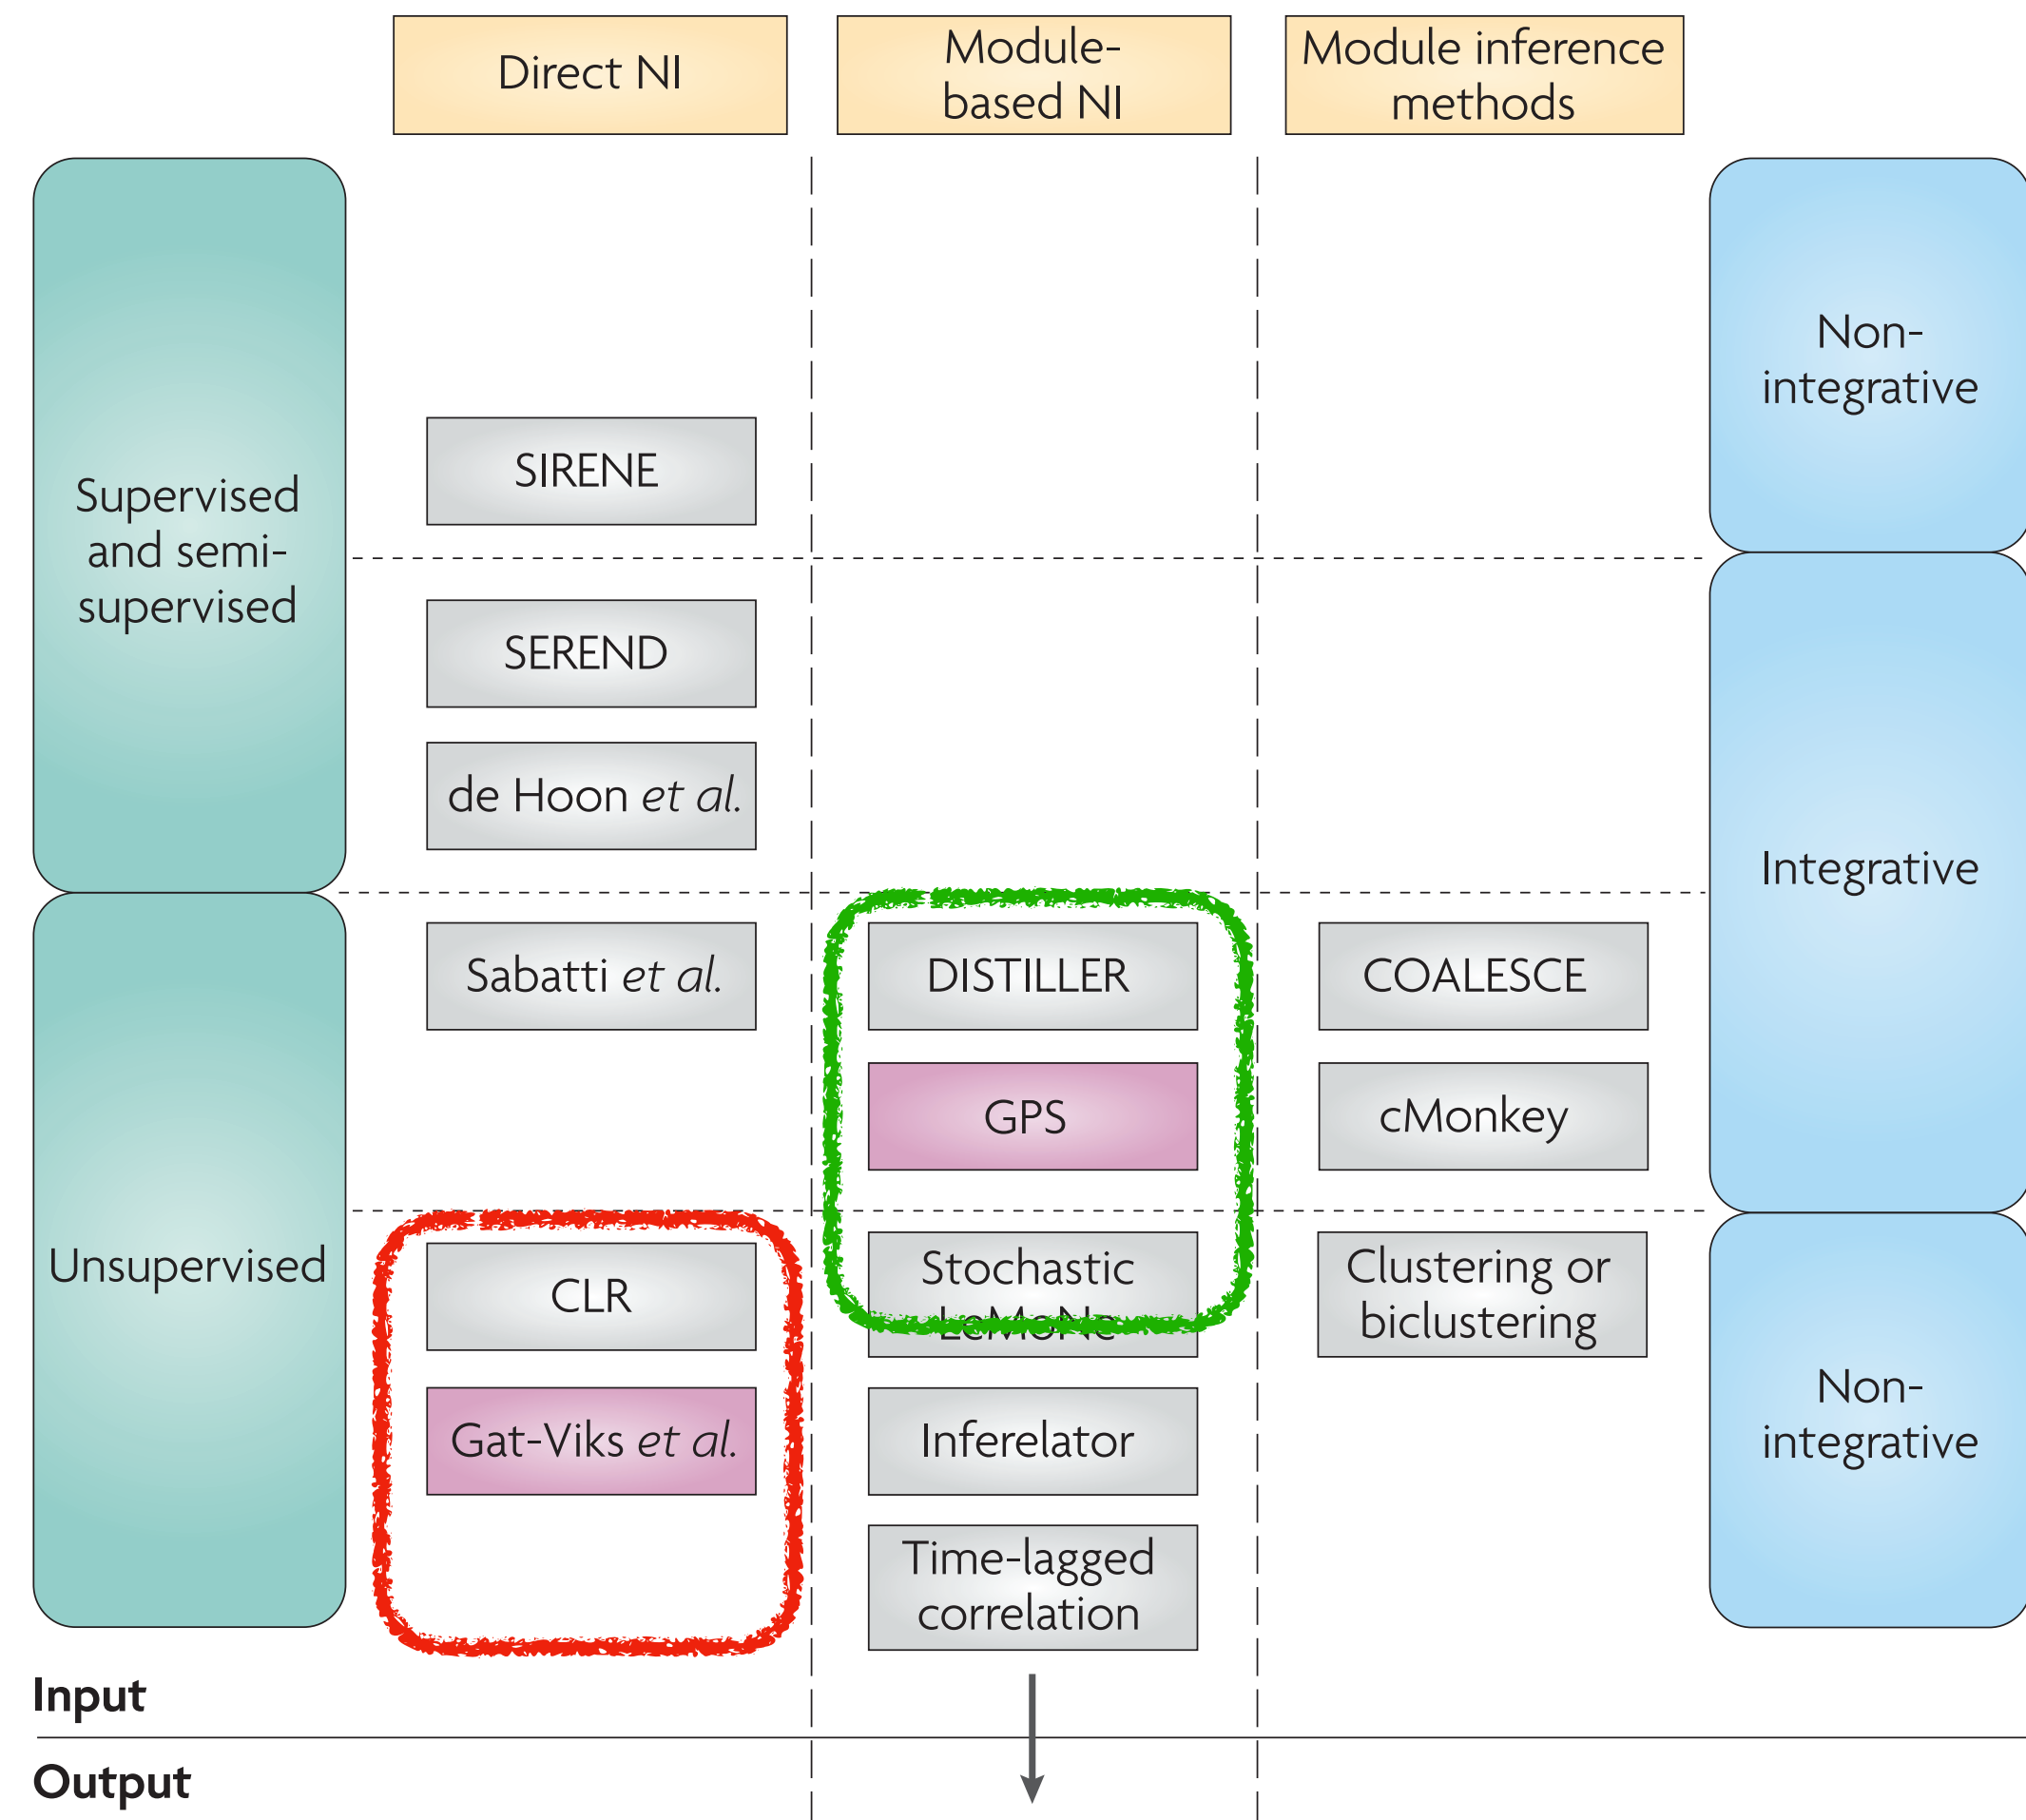 Direct NI
Module-
based NI
Module inference
methods
Supervised
and semi-
supervised
Non-
integrative
SIRENE
SEREND
de Hoon et al.
Integrative
Unsupervised
Sabatti et al.
DISTILLER
COALESCE
GPS
cMonkey
CLR
Stochastic
LeMoNe
Clustering or
biclustering
Gat-Viks et al.
Inferelator
Non-
integrative
Time-lagged
correlation
Input
Output